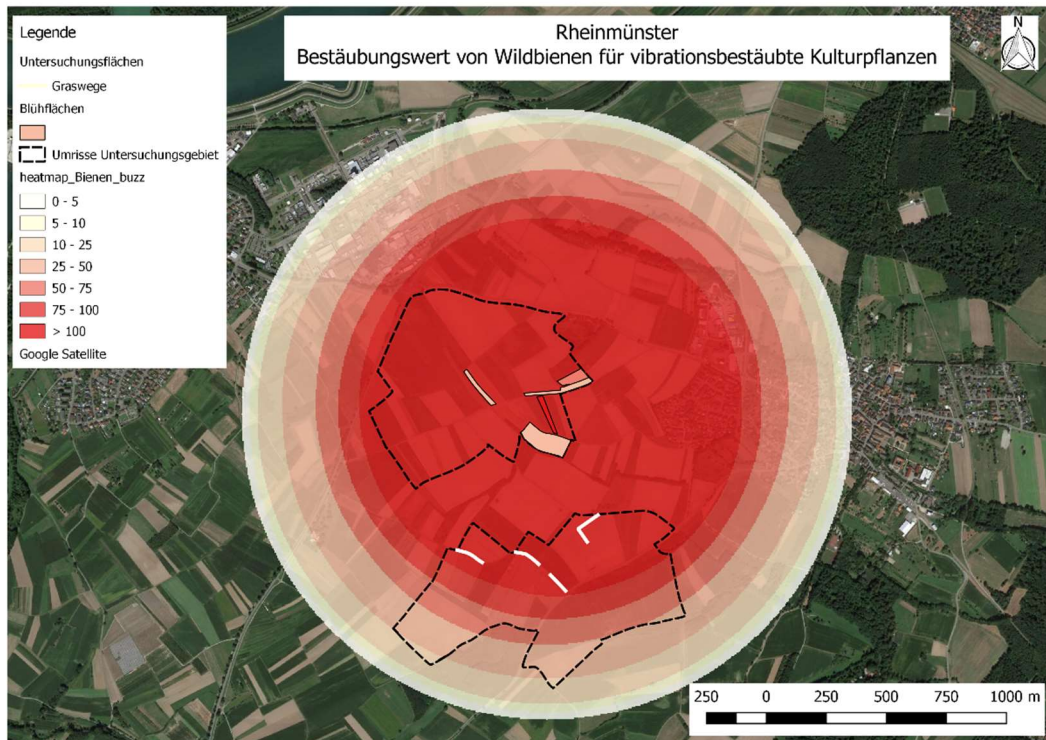 Rheinmünster
Bestäubungswert von Wildbienen für vibrationsbestäubte Kulturpflanzen
N
Legende
Untersuchungsflächen
Graswege
Blühflächen
Umrisse Untersuchungsgebiet
heatmap_Bienen_buzz
0 - 5
5 - 10
10 - 25
25 - 50
50 - 75
75 - 100
> 100
Google Satellite
250 0 250 500 750 1000 m